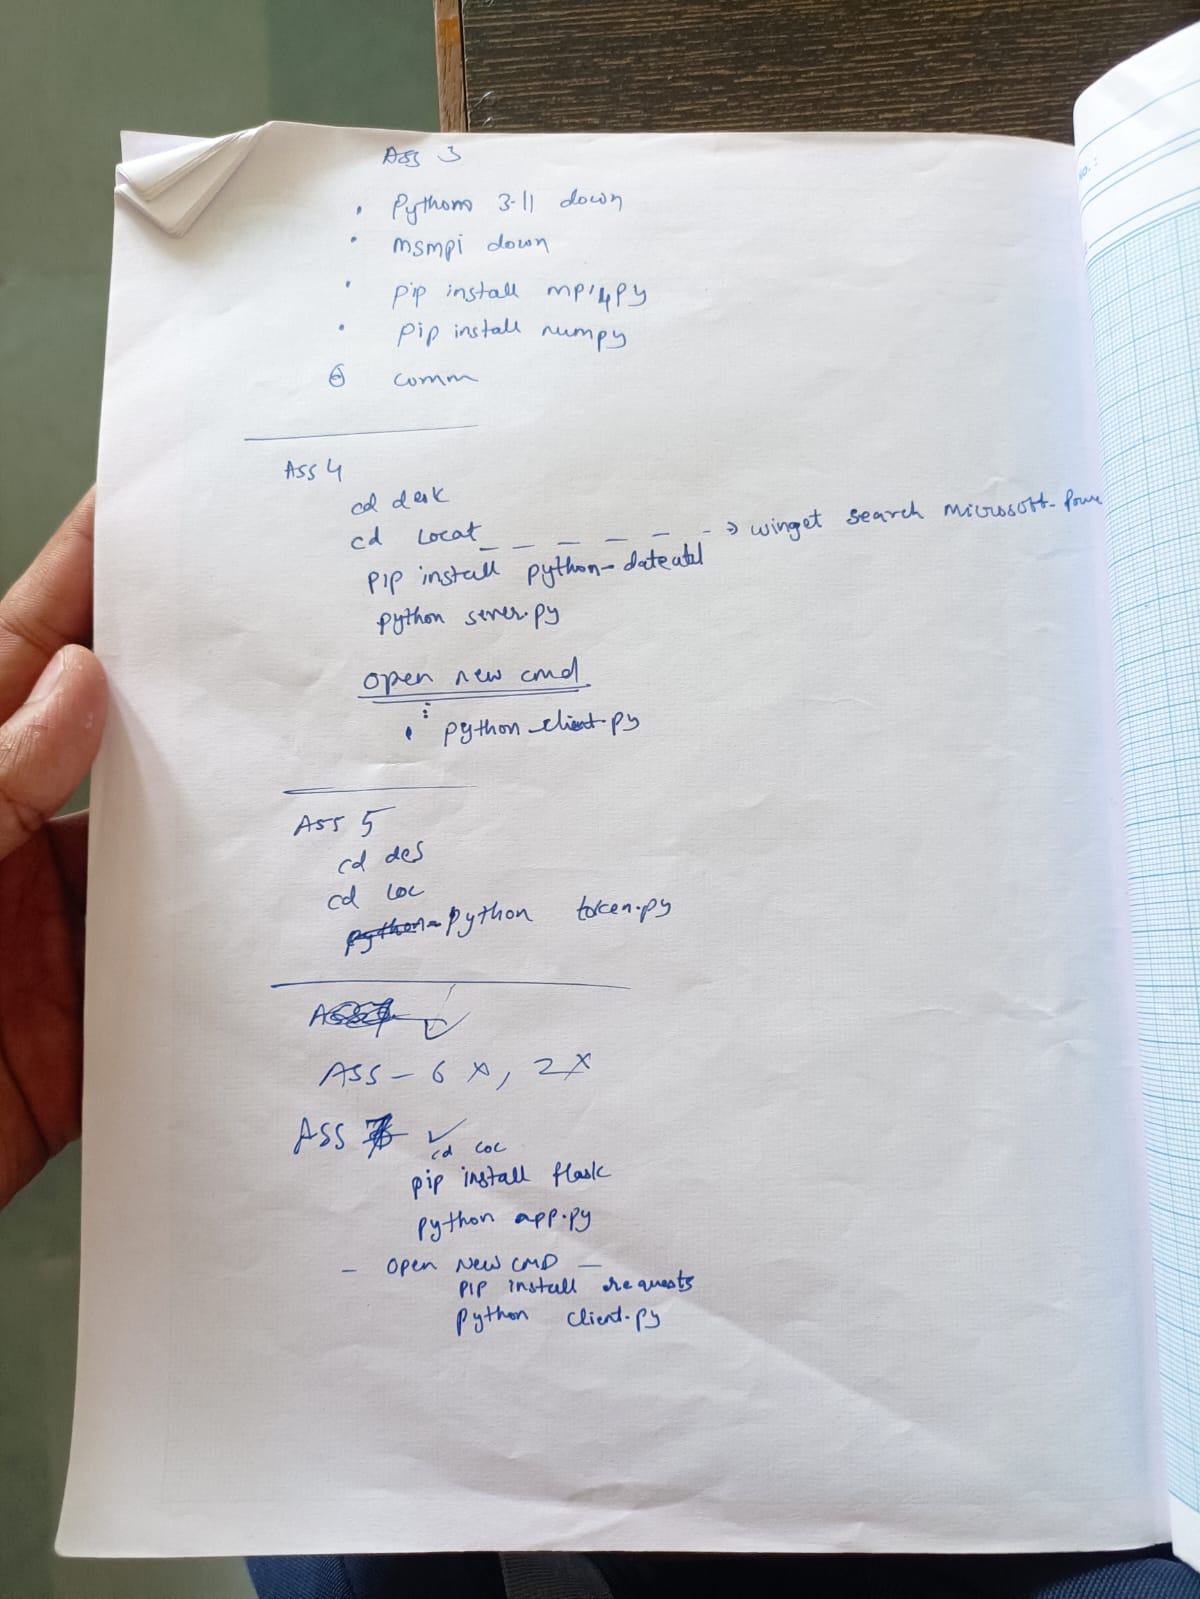 Ass 3
• Python 3.11 down
• msmpi down
• pip install mpi4py
• pip install numpy
comm
Ass 4
cd desk
cd Locat _ _ _ _ _ _ → winget search Microsoft.Powe
pip install python-dateutil
python server.py
open new cmd
• python client.py
Ass 5
cd des
cd Loc
python token.py
Ass - 6 x, 2 x
Ass ✓
cd Loc
pip install flask
python app.py
- open New CMD -
pip install requests
python client.py
No. :